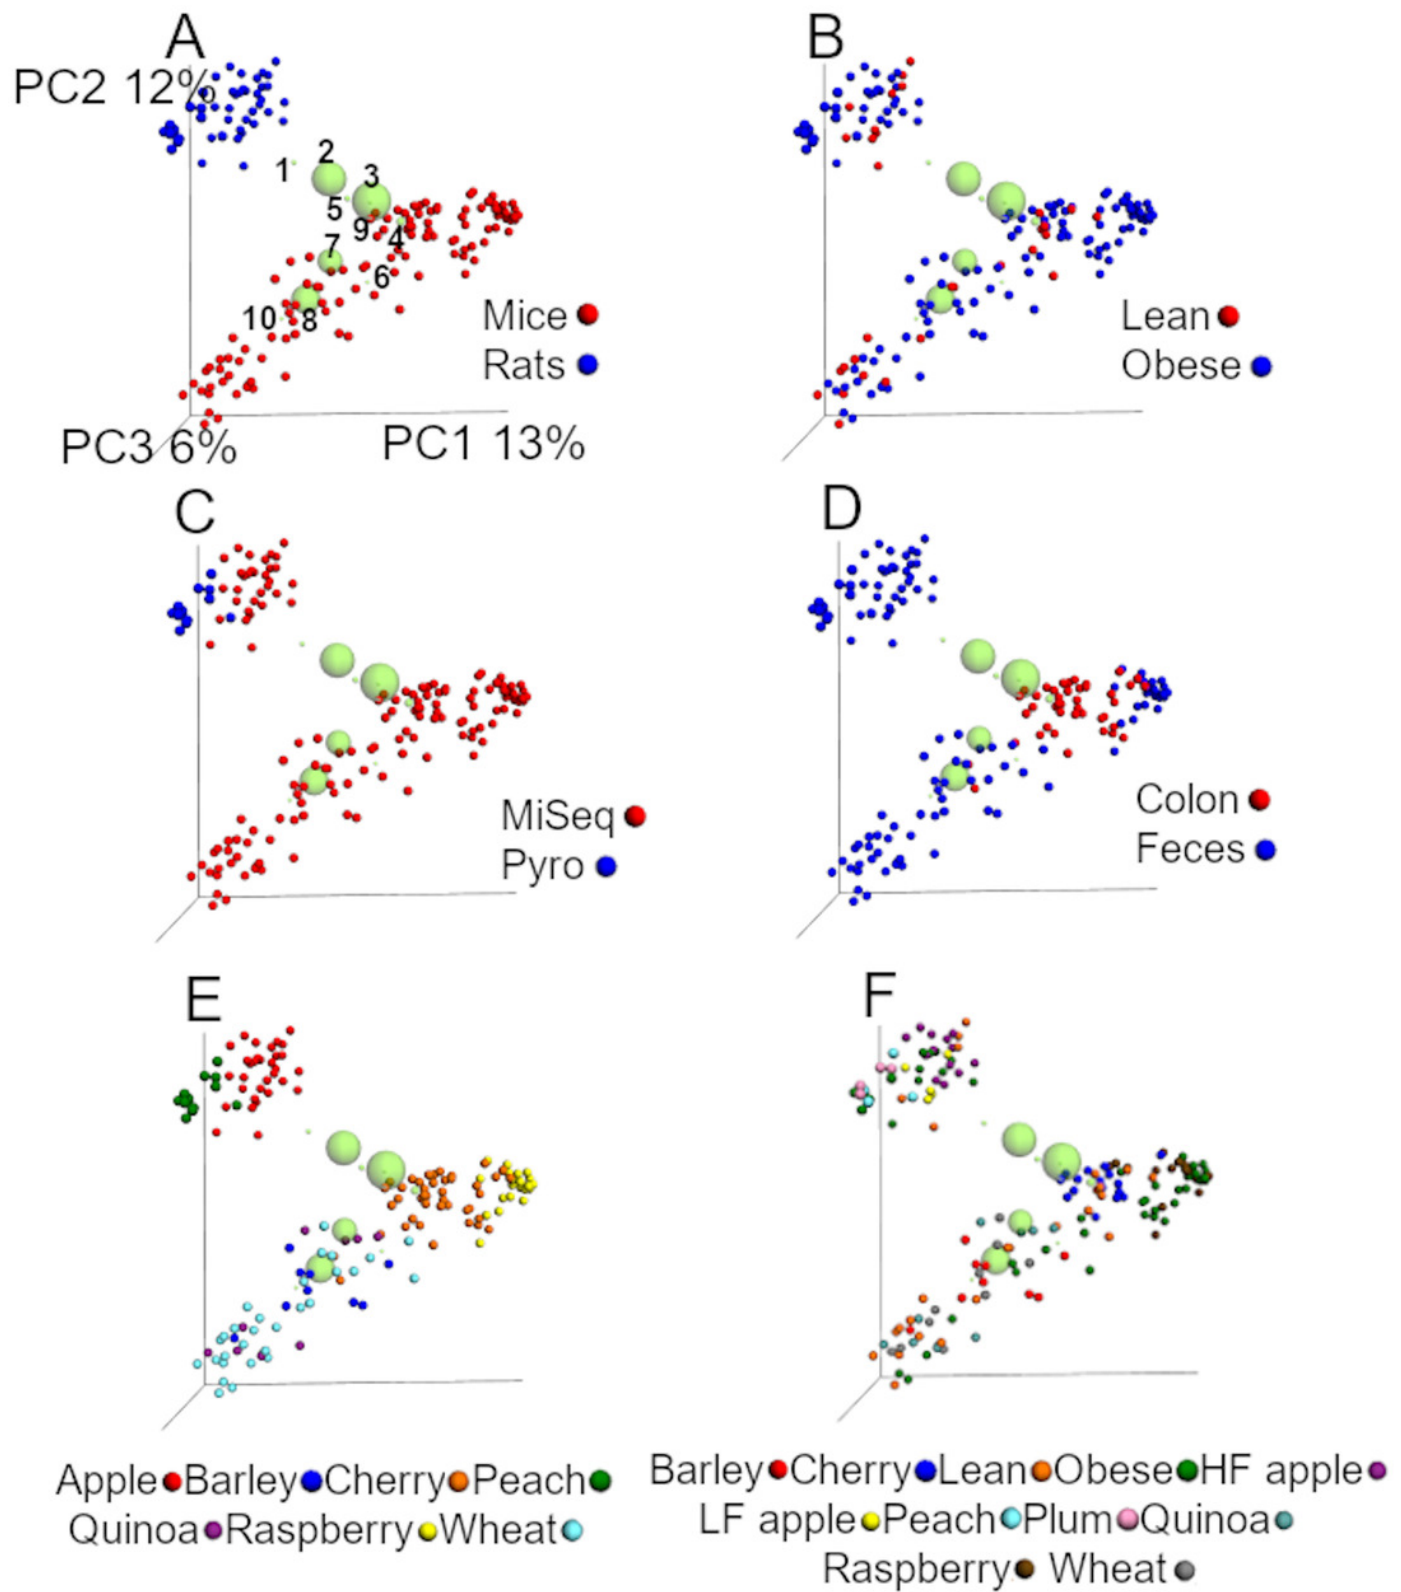 A
B
PC2 12%
1
2
3
5
9
4
7
6
10
8
Mice
Rats
Lean
Obese
PC3 6%
PC1 13%
C
D
MiSeq
Pyro
Colon
Feces
E
F
Apple Barley Cherry Peach
Quinoa Raspberry Wheat
Barley Cherry Lean Obese HF apple
LF apple Peach Plum Quinoa
Raspberry Wheat